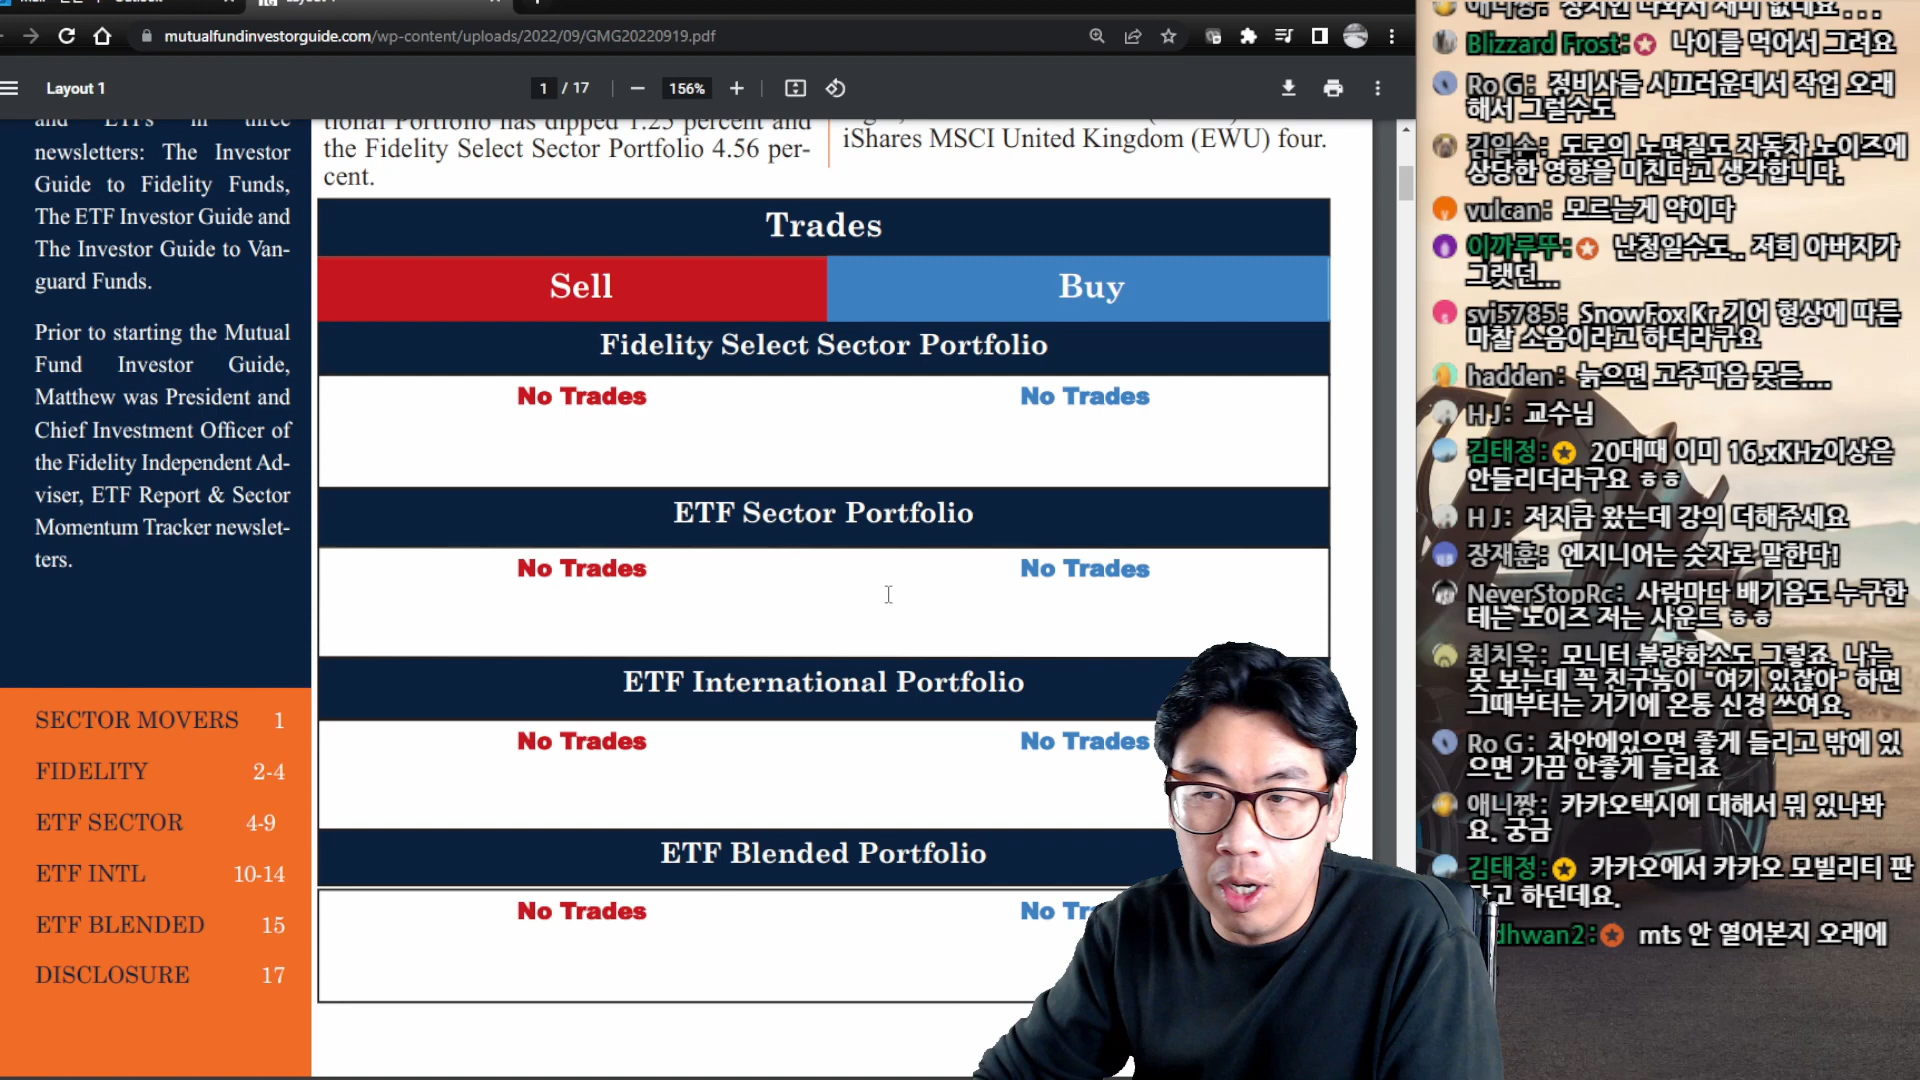 mutualfundinvestorguide.com/wp-content/uploads/2022/09/GMG20220919.pdf
Layout 1
1 / 17
156%
and ETFs in three
newsletters: The Investor
Guide to Fidelity Funds,
The ETF Investor Guide and
The Investor Guide to Van-
guard Funds.
Prior to starting the Mutual
Fund Investor Guide,
Matthew was President and
Chief Investment Officer of
the Fidelity Independent Ad-
viser, ETF Report & Sector
Momentum Tracker newslet-
ters.
SECTOR MOVERS 1
FIDELITY 2-4
ETF SECTOR 4-9
ETF INTL 10-14
ETF BLENDED 15
DISCLOSURE 17
tional Portfolio has dipped 1.25 percent and
the Fidelity Select Sector Portfolio 4.56 per-
cent.
iShares MSCI United Kingdom (EWU) four.
Trades
Sell Buy
Fidelity Select Sector Portfolio
No Trades No Trades
ETF Sector Portfolio
No Trades No Trades
ETF International Portfolio
No Trades No Trades
ETF Blended Portfolio
No Trades No Tr
Blizzard Frost: 나이를 먹어서 그려요
Ro G: 정비사들 시끄러운데서 작업 오래
해서 그럴수도
김일손: 도로의 노면질도 자동차 노이즈에
상당한 영향을 미친다고 생각합니다.
vulcan: 모르는게 약이다
이까루뚜: 난청일수도.. 저희 아버지가
그랫던...
svi5785: SnowFox Kr 기어 형상에 따른
마찰 소음이라고 하더라구요
hadden: 늙으면 고주파음 못든....
H J: 교수님
김태정: 20대때 이미 16.xKHz이상은
안들리더라구요 ㅎㅎ
H J: 저지금 왔는데 강의 더해주세요
장재훈: 엔지니어는 숫자로 말한다!
NeverStopRc: 사람마다 배기음도 누구한
테는 노이즈 저는 사운드 ㅎㅎ
최치욱: 모니터 불량화소도 그렇죠. 나는
못 보는데 꼭 친구놈이 "여기 있잖아" 하면
그때부터는 거기에 온통 신경 쓰여요.
Ro G: 차안에있으면 좋게 들리고 밖에 있
으면 가끔 안좋게 들리죠
애니짱: 카카오택시에 대해서 뭐 있나봐
요. 궁금
김태정: 카카오에서 카카오 모빌리티 판
다고 하던데요.
dhwan2: mts 안 열어본지 오래에